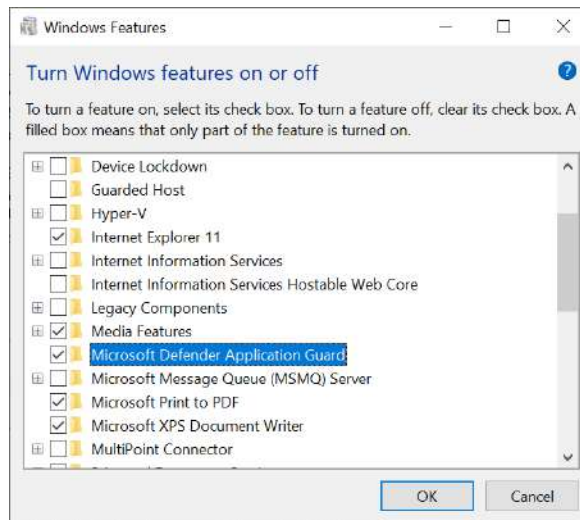 Windows Features
Turn Windows features on or off
To turn a feature on, select its check box. To turn a feature off, clear its check box. A
filled box means that only part of the feature is turned on.
Device Lockdown
Guarded Host
Hyper-V
Internet Explorer 11
Internet Information Services
Internet Information Services Hostable Web Core
Legacy Components
Media Features
Microsoft Defender Application Guard
Microsoft Message Queue (MSMQ) Server
Microsoft Print to PDF
Microsoft XPS Document Writer
MultiPoint Connector
OK Cancel